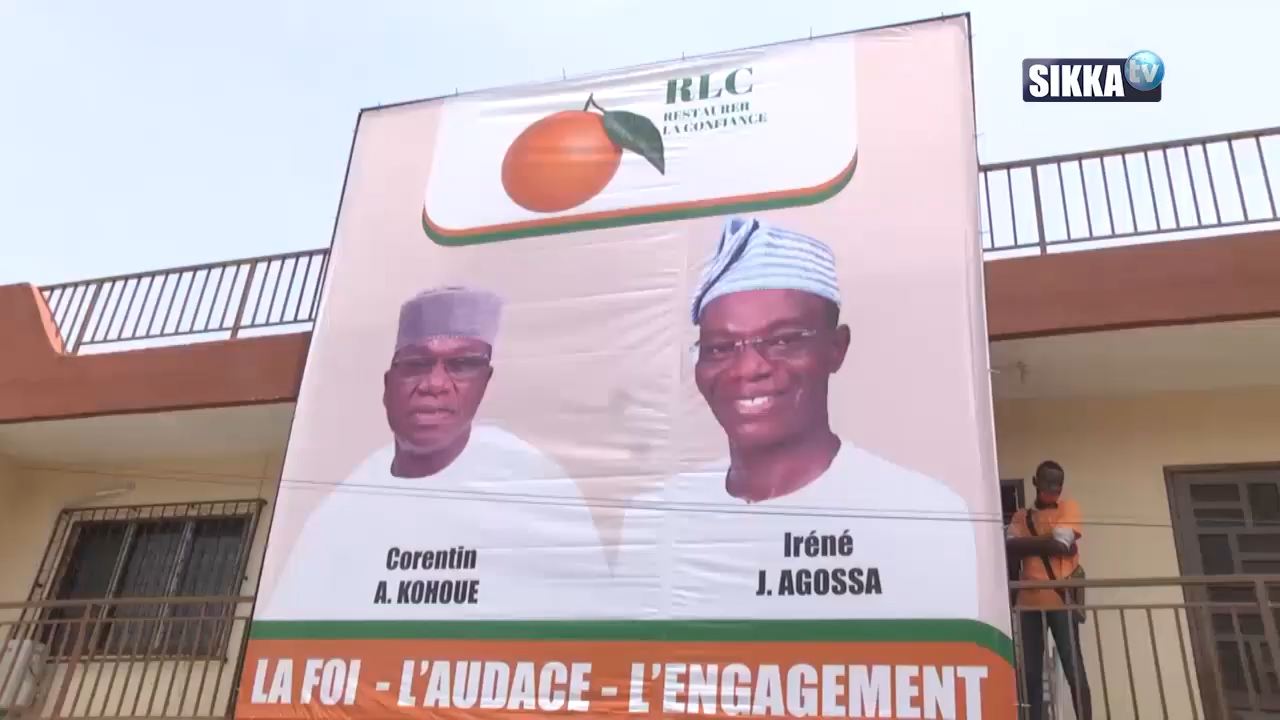 SIKKA tv
RLC
RESTAURER
LA CONFIANCE
Corentin
A. KOHOUE
Iréné
J. AGOSSA
LA FOI - L'AUDACE - L'ENGAGEMENT